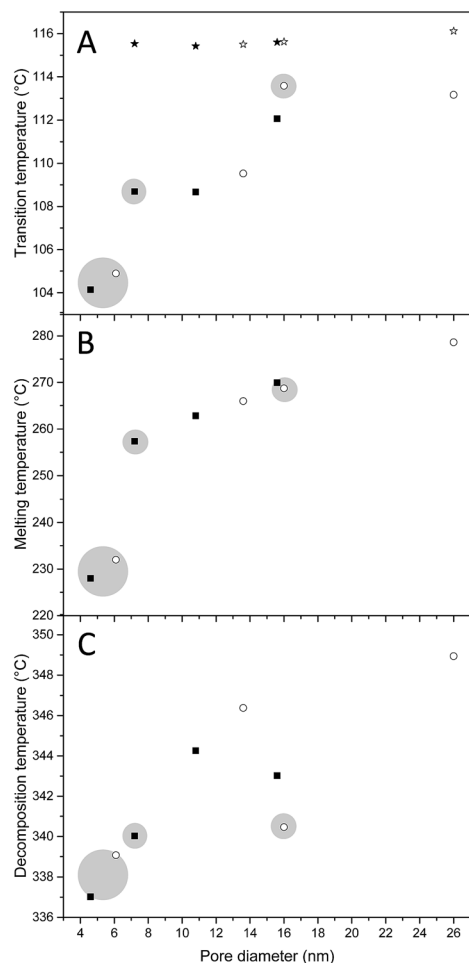 A
Transition temperature (°C)
116
114
112
110
108
106
104
B
Melting temperature (°C)
280
270
260
250
240
230
220
C
Decomposition temperature (°C)
350
348
346
344
342
340
338
336
4 6 8 10 12 14 16 18 20 22 24 26
Pore diameter (nm)